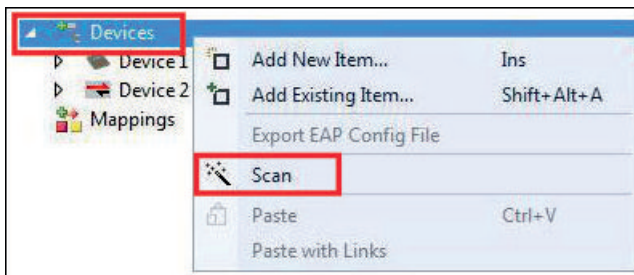 Devices
Device 1
Device 2
Mappings
Add New Item... Ins
Add Existing Item... Shift+Alt+A
Export EAP Config File
Scan
Paste Ctrl+V
Paste with Links